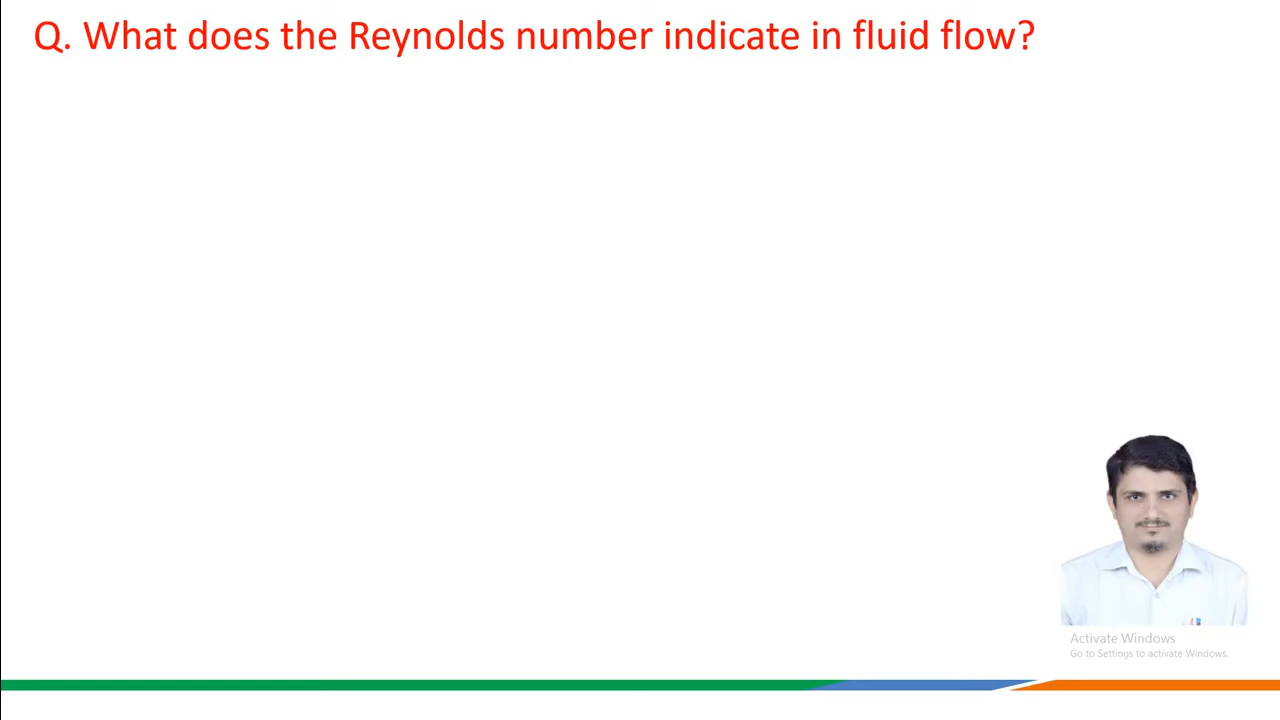 Q. What does the Reynolds number indicate in fluid flow?
Activate Windows
Go to Settings to activate Windows.